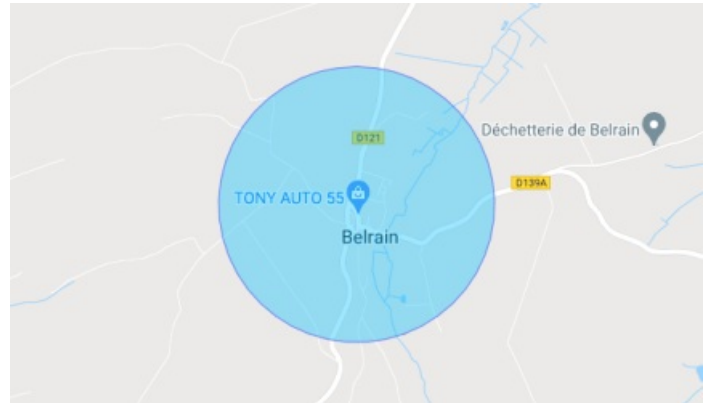 D121
Déchetterie de Belrain
D139A
TONY AUTO 55
Belrain